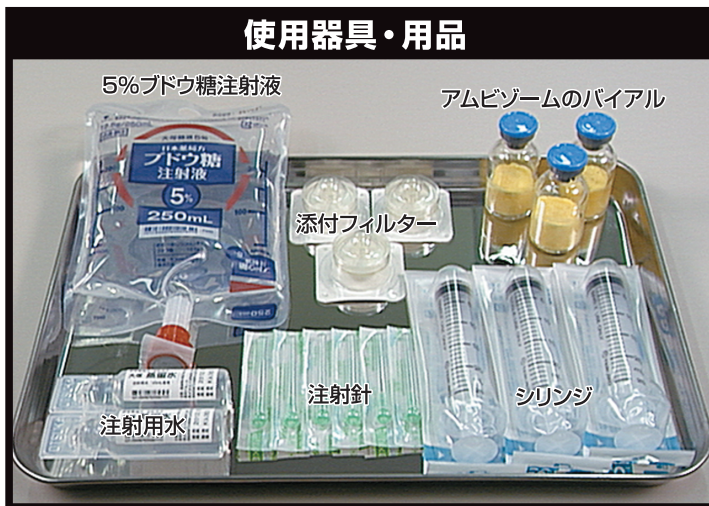 使用器具・用品
5%ブドウ糖注射液
アムビゾームのバイアル
日本薬局方
ブドウ糖
注射液
5%
250mL
添付フィルター
注射針
シリンジ
注射用水